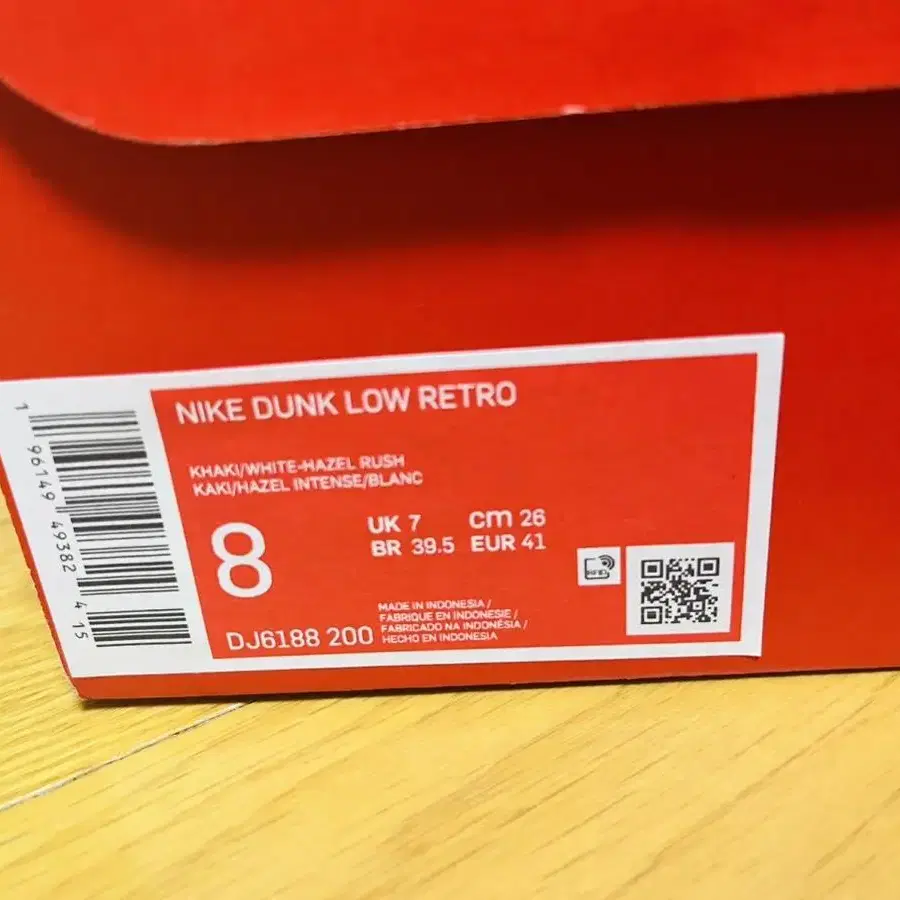 NIKE DUNK LOW RETRO
KHAKI/WHITE-HAZEL RUSH
KAKI/HAZEL INTENSE/BLANC
8
UK 7 CM 26
BR 39.5 EUR 41
RFID
DJ6188 200
MADE IN INDONESIA /
FABRIQUE EN INDONESIE /
FABRICADO NA INDONÉSIA /
HECHO EN INDONESIA
1 96149 49382 4 15